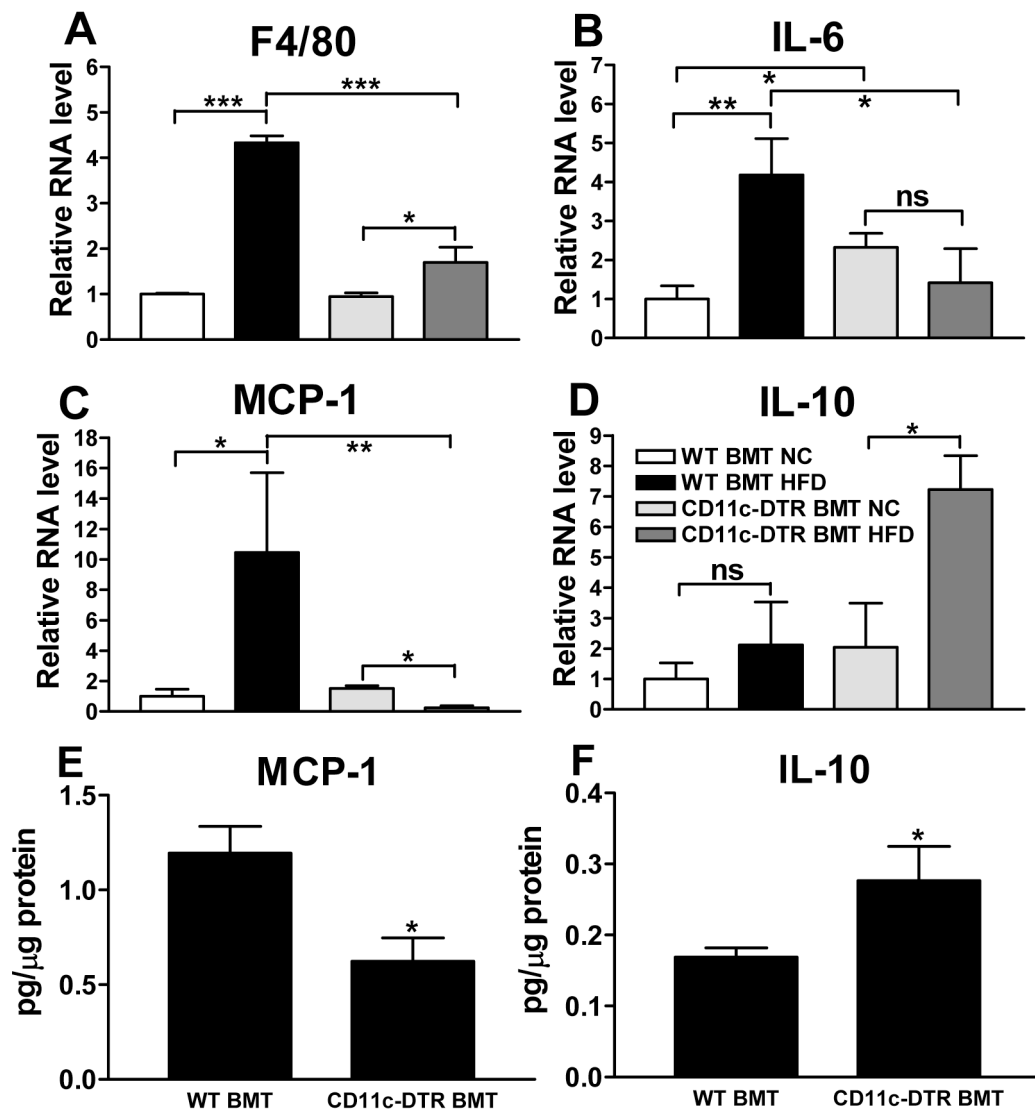 A
F4/80
Relative RNA level
6
5
4
3
2
1
0
***
***
*
B
IL-6
Relative RNA level
7
6
5
4
3
2
1
0
*
**
*
ns
C
MCP-1
Relative RNA level
18
16
14
12
10
8
6
4
2
0
*
**
*
D
IL-10
Relative RNA level
9
8
7
6
5
4
3
2
1
0
*
WT BMT NC
WT BMT HFD
CD11c-DTR BMT NC
CD11c-DTR BMT HFD
ns
E
MCP-1
pg/μg protein
1.5
1.0
0.5
0.0
*
WT BMT
CD11c-DTR BMT
F
IL-10
pg/μg protein
0.4
0.3
0.2
0.1
0.0
*
WT BMT
CD11c-DTR BMT